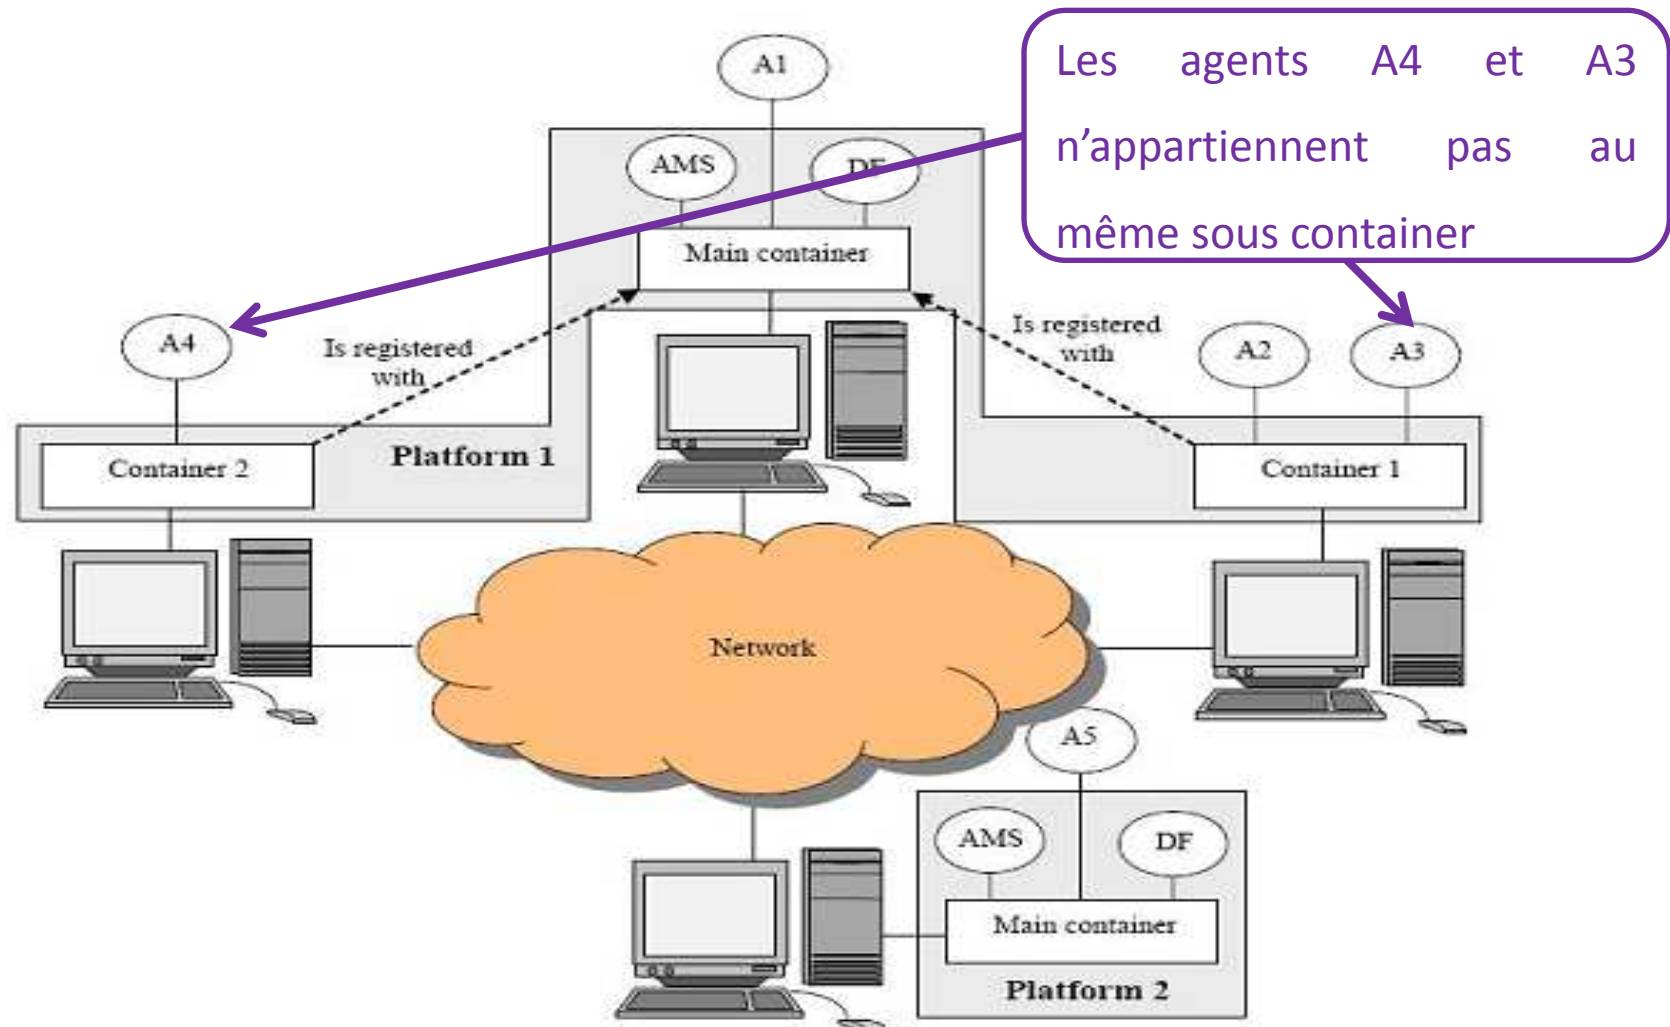 A1
Les agents A4 et A3
n’appartiennent pas au
même sous container
AMS
DF
Main container
A4
Is registered
with
Is registered
with
A2
A3
Container 2
Platform 1
Container 1
Network
A5
AMS
DF
Main container
Platform 2